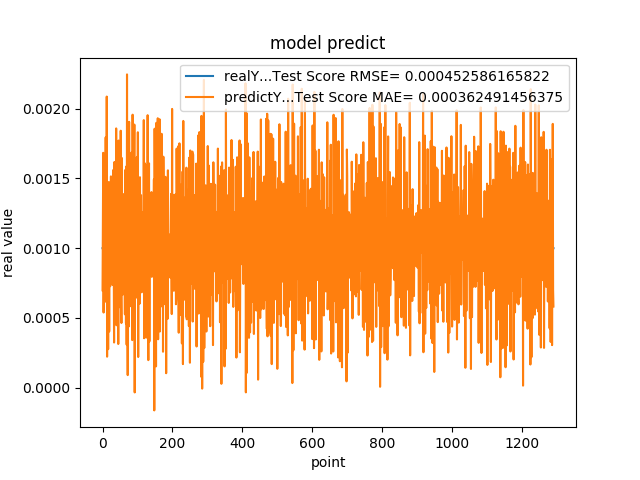 model predict
realY...Test Score RMSE= 0.000452586165822
predictY...Test Score MAE= 0.000362491456375
real value
0.0020
0.0015
0.0010
0.0005
0.0000
0 200 400 600 800 1000 1200
point